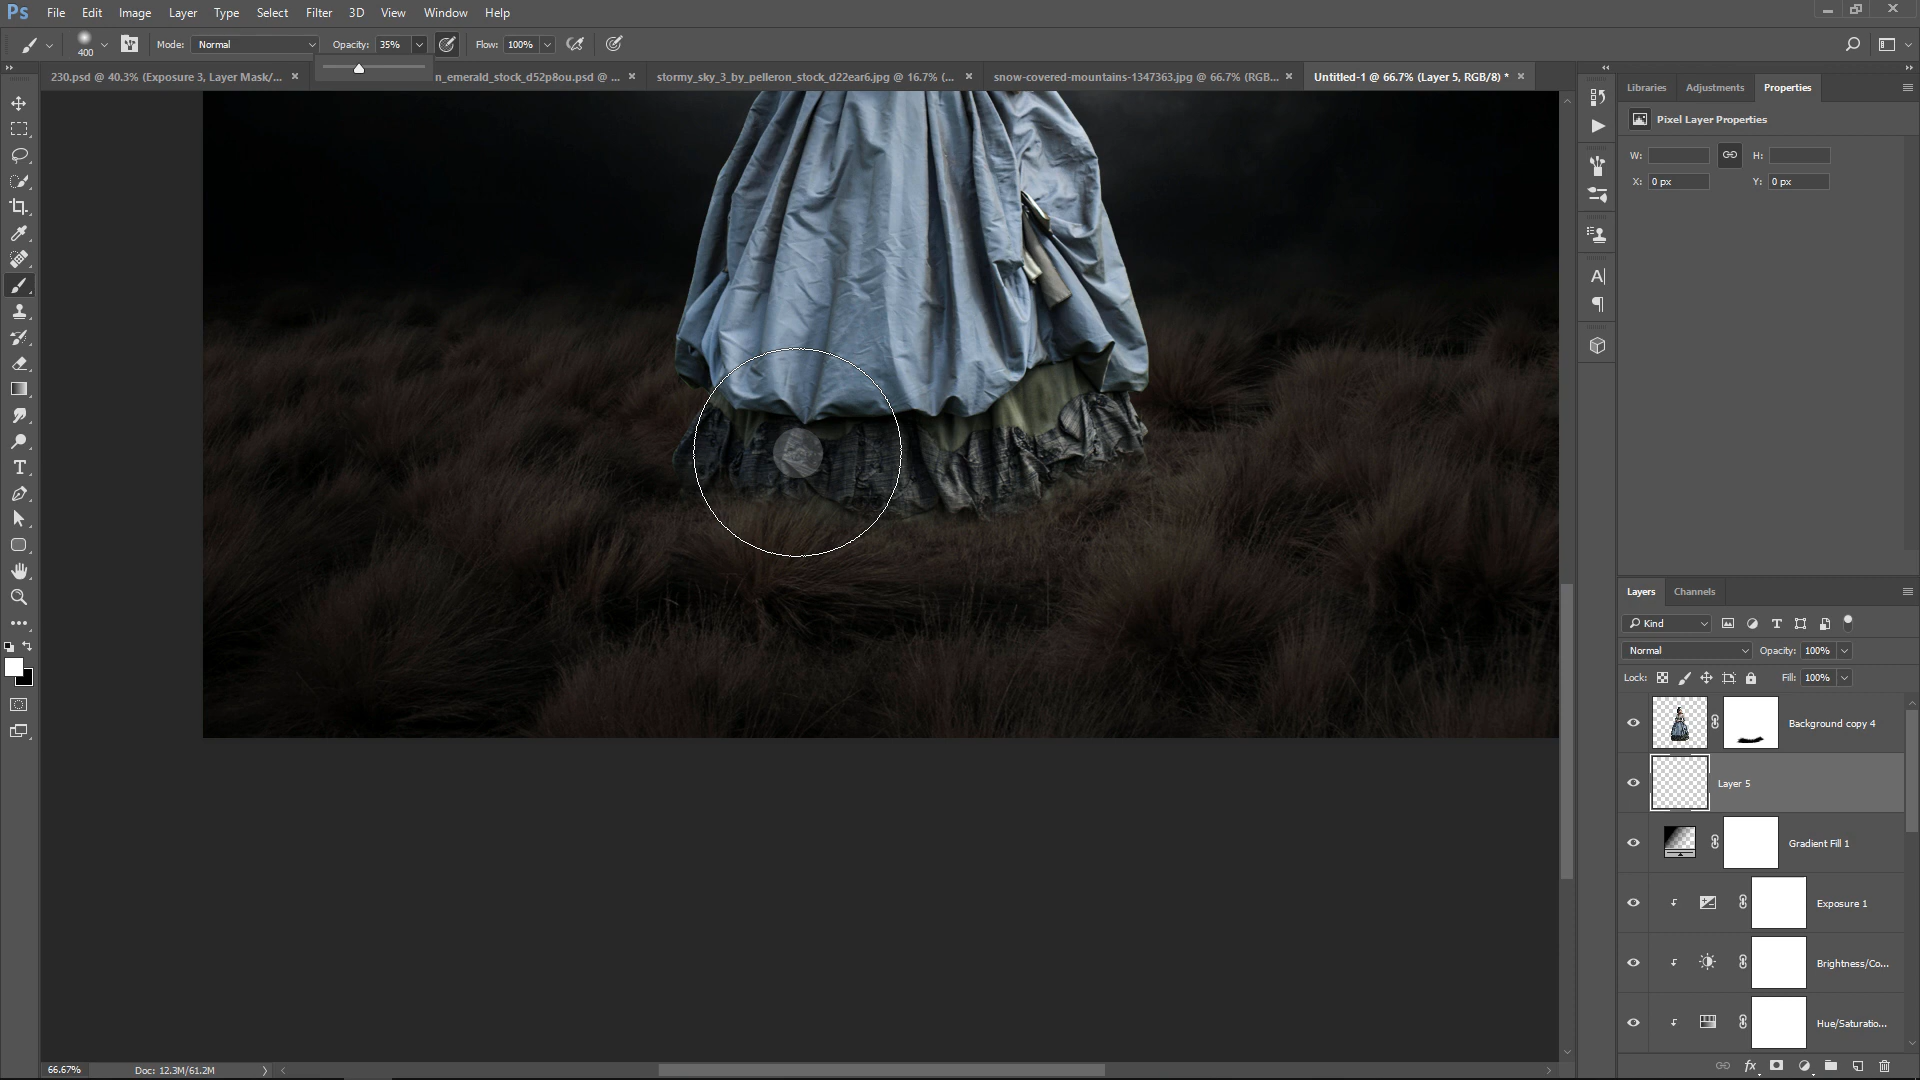 Ps File Edit Image Layer Type Select Filter 3D View Window Help
400 Mode: Normal Opacity: 35% Flow: 100%
230.psd @ 40.3% (Exposure 3, Layer Mask/... × n_emerald_stock_d52p8ou.psd @ ... × stormy_sky_3_by_pelleron_stock_d22ear6.jpg @ 16.7% (... × snow-covered-mountains-1347363.jpg @ 66.7% (RGB... × Untitled-1 @ 66.7% (Layer 5, RGB/8) * ×
Libraries Adjustments Properties
Pixel Layer Properties
W: H:
X: 0 px Y: 0 px
Layers Channels
Kind
Normal Opacity: 100%
Lock: Fill: 100%
Background copy 4
Layer 5
Gradient Fill 1
Exposure 1
Brightness/Co...
Hue/Saturatio...
66.67% Doc: 12.3M/61.2M